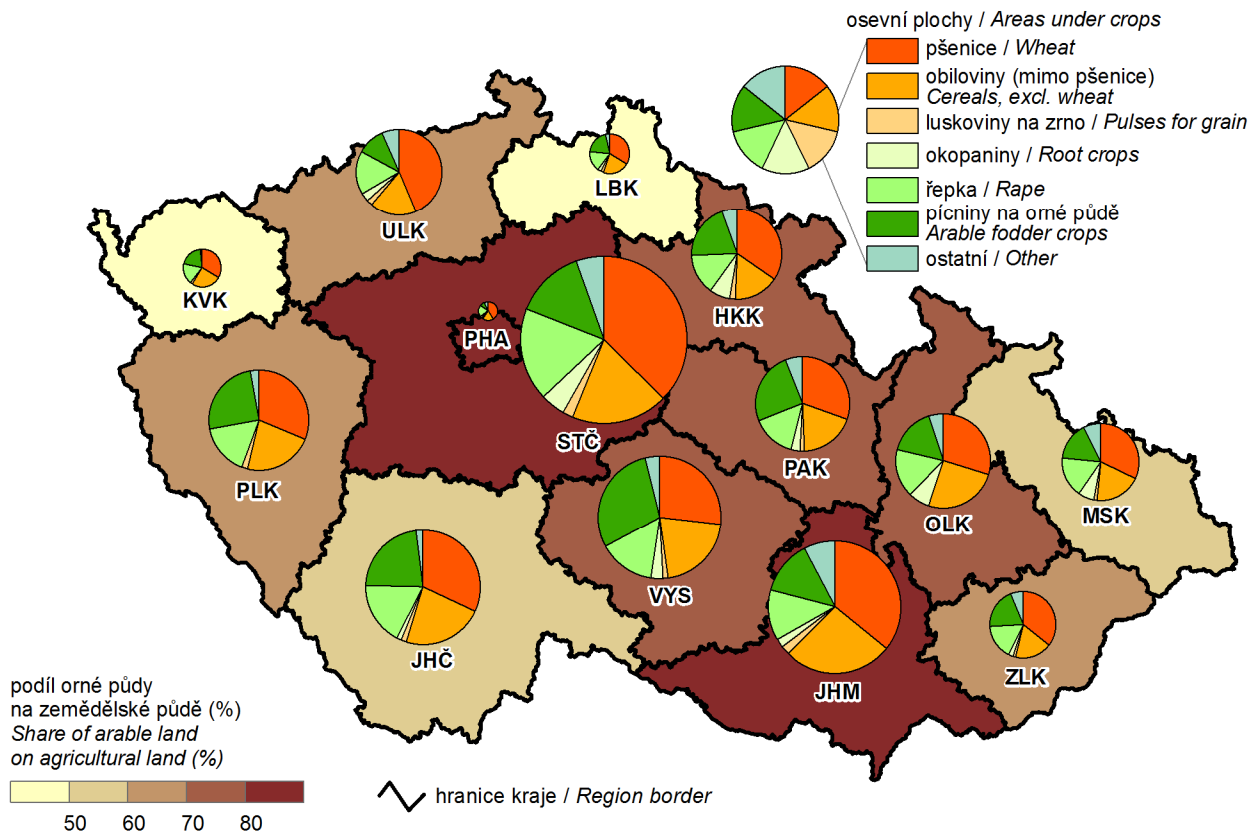 osevní plochy / Areas under crops
pšenice / Wheat
obiloviny (mimo pšenice)
Cereals, excl. wheat
luskoviny na zrno / Pulses for grain
okopaniny / Root crops
řepka / Rape
pícniny na orné půdě
Arable fodder crops
ostatní / Other
LBK
ULK
KVK
HKK
PHA
STČ
PAK
PLK
OLK
MSK
VYS
JHČ
ZLK
JHM
podíl orné půdy
na zemědělské půdě (%)
Share of arable land
on agricultural land (%)
50 60 70 80
hranice kraje / Region border